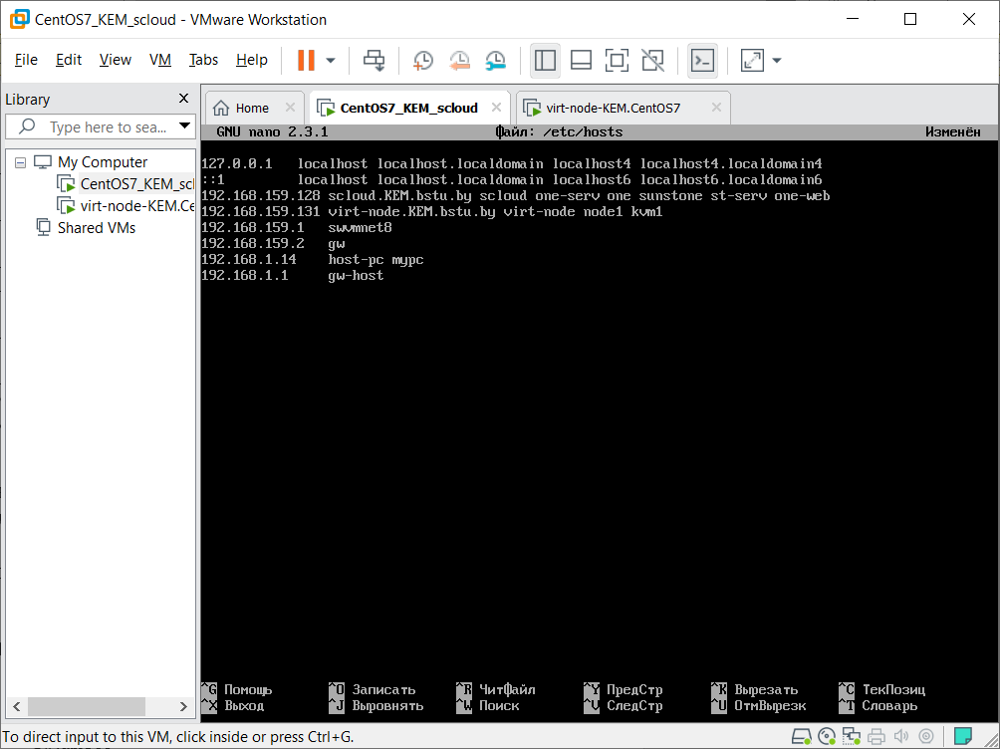 CentOS7_KEM_scloud - VMware Workstation
File Edit View VM Tabs Help
Library
Type here to sea...
My Computer
CentOS7_KEM_scl
virt-node-KEM.Ce
Shared VMs
Home CentOS7_KEM_scloud virt-node-KEM.CentOS7
GNU nano 2.3.1 Файл: /etc/hosts Изменён
127.0.0.1 localhost localhost.localdomain localhost4 localhost4.localdomain4
::1 localhost localhost.localdomain localhost6 localhost6.localdomain6
192.168.159.128 scloud.KEM.bstu.by scloud one-serv one sunstone st-serv one-web
192.168.159.131 virt-node.KEM.bstu.by virt-node node1 kvm1
192.168.159.1 swvmnet8
192.168.159.2 gw
192.168.1.14 host-pc mypc
192.168.1.1 gw-host
^G Помощь ^O Записать ^R ЧитФайл ^Y ПредСтр ^K Вырезать ^C ТекПозиц
^X Выход ^J Выровнять ^W Поиск ^V СледСтр ^U ОтмВырезк ^T Словарь
To direct input to this VM, click inside or press Ctrl+G.